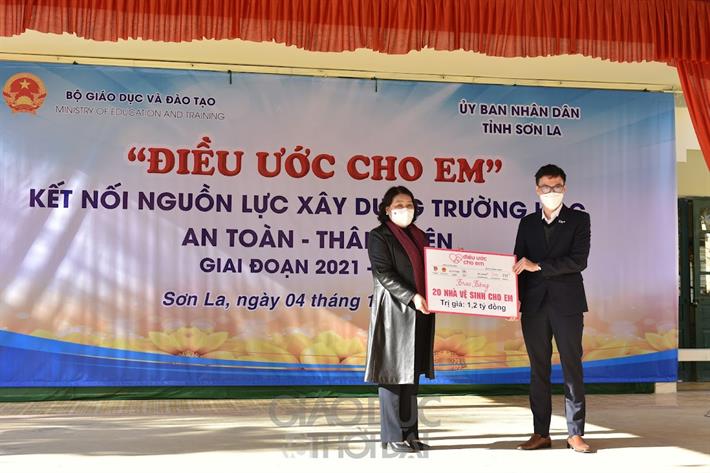 BỘ GIÁO DỤC VÀ ĐÀO TẠO
MINISTRY OF EDUCATION AND TRAINING
ỦY BAN NHÂN DÂN
TỈNH SƠN LA
“ĐIỀU ƯỚC CHO EM”
KẾT NỐI NGUỒN LỰC XÂY DỰNG TRƯỜNG
AN TOÀN - THÂN
GIAI ĐOẠN 2021 -
Sơn La, ngày 04 tháng 1
điều ước
cho em
Trao tặng
20 NHÀ VỆ SINH CHO EM
Trị giá: 1,2 tỷ đồng
GIÁO DỤC
THỜI ĐẠI